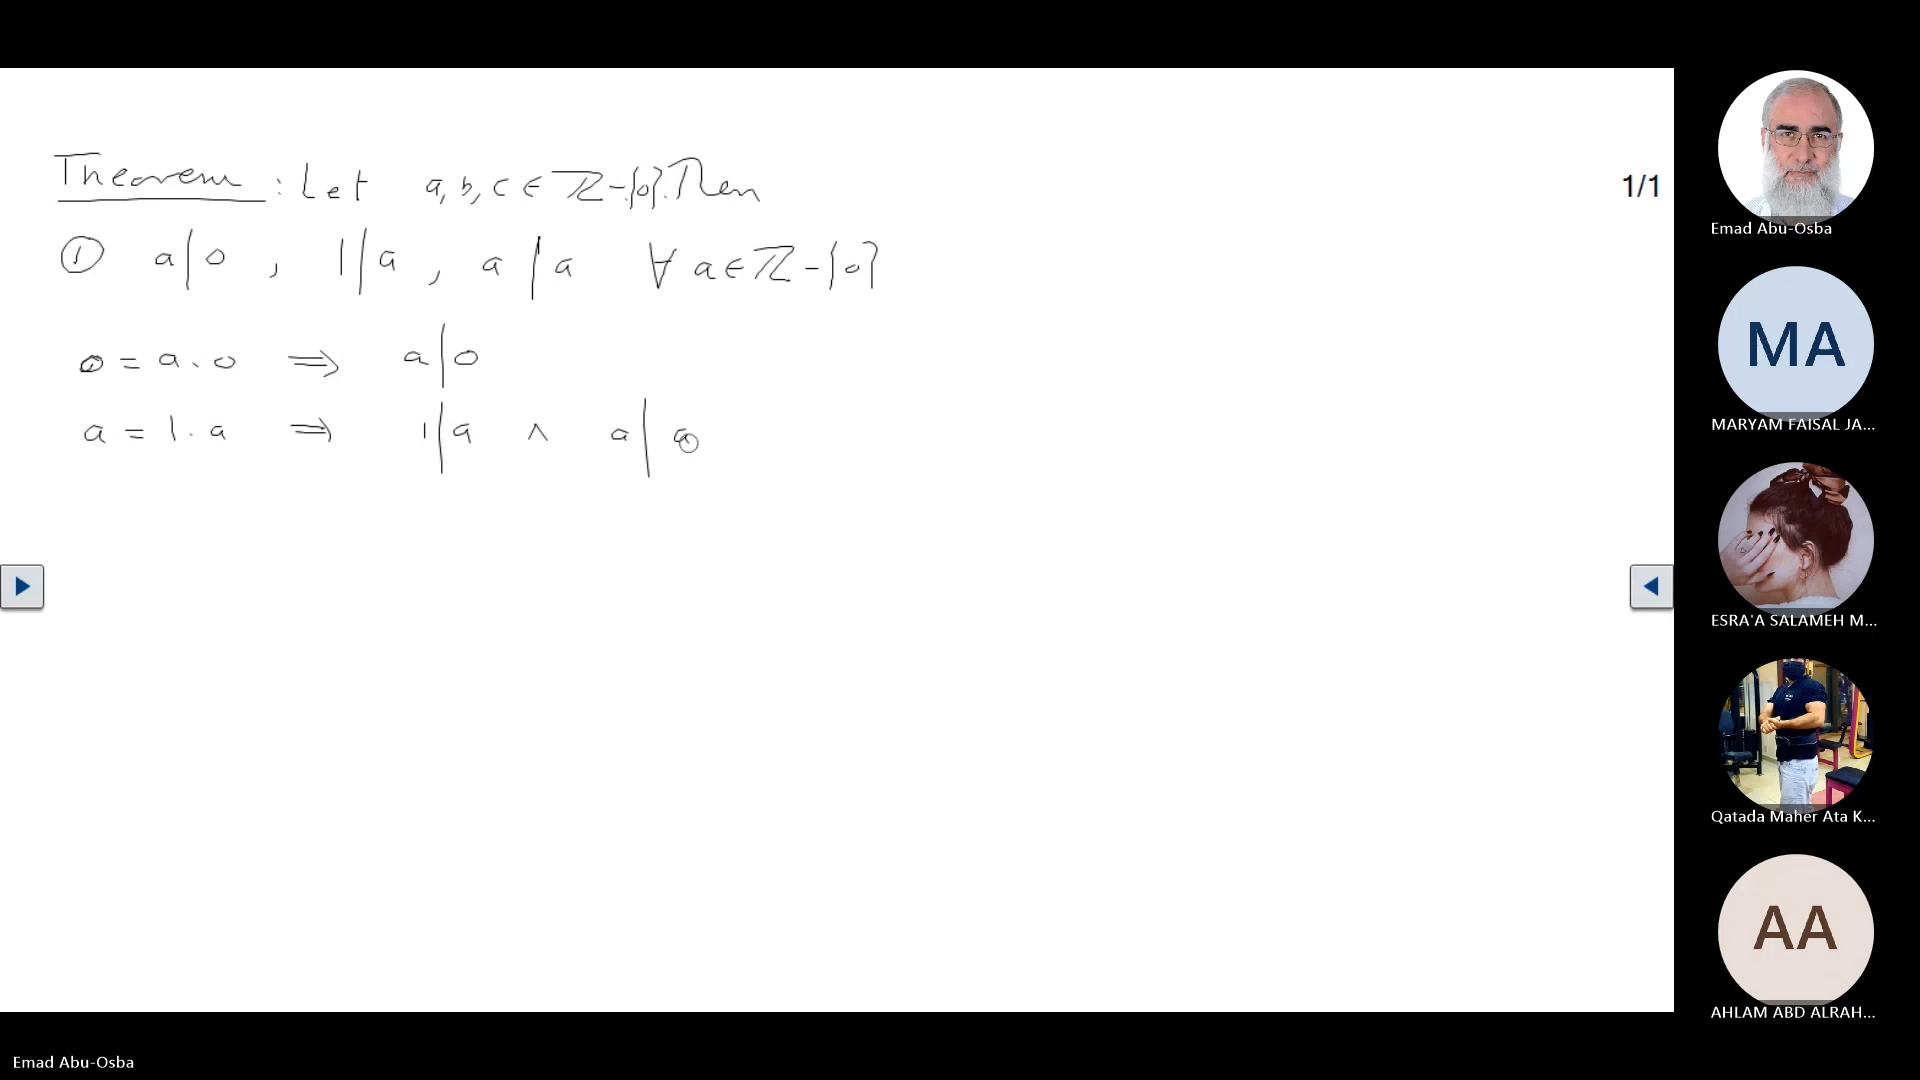 Theorem : Let a, b, c ∈ ℤ-{0}. Then
1/1
① a|0 , 1|a , a|a ∀ a ∈ ℤ-{0}
0 = a.0 ⟹ a|0
a = 1.a ⟹ 1|a ∧ a|a
Emad Abu-Osba
MA
MARYAM FAISAL JA...
ESRA'A SALAMEH M...
Qatada Maher Ata K...
AA
AHLAM ABD ALRAH...
Emad Abu-Osba